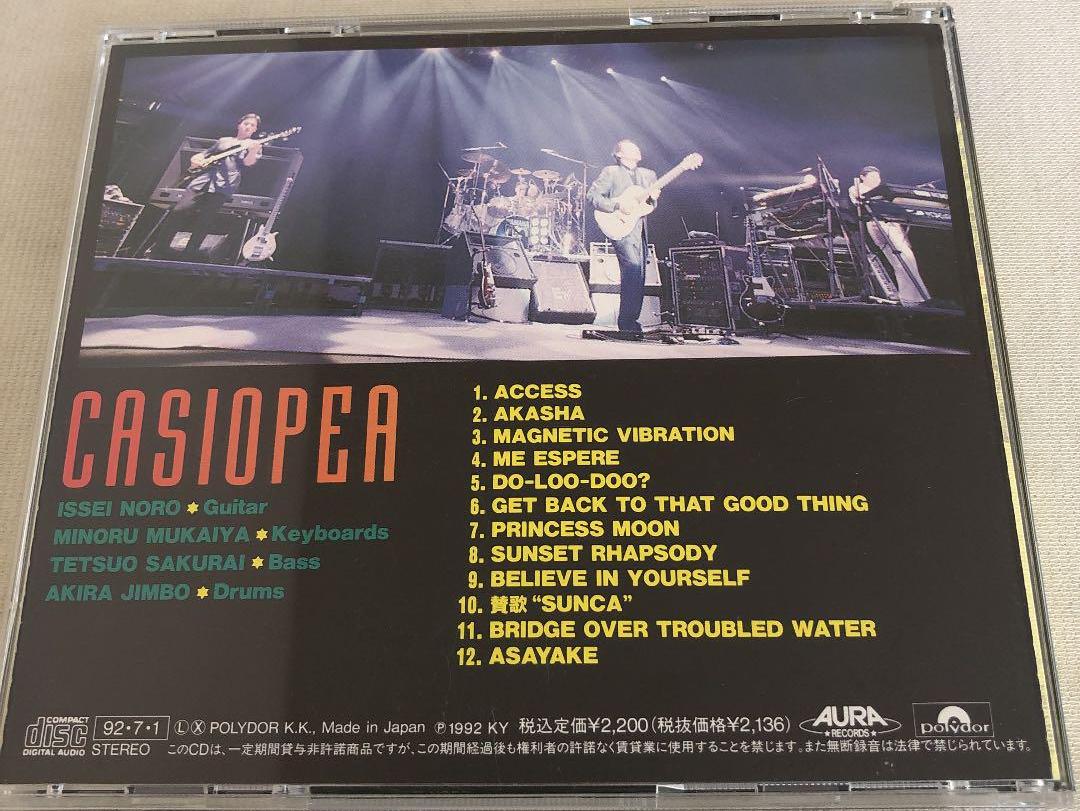 CASIOPEA
ISSEI NORO ✶ Guitar
MINORU MUKAIYA ✶ Keyboards
TETSUO SAKURAI ✶ Bass
AKIRA JIMBO ✶ Drums
1. ACCESS
2. AKASHA
3. MAGNETIC VIBRATION
4. ME ESPERE
5. DO-LOO-DOO?
6. GET BACK TO THAT GOOD THING
7. PRINCESS MOON
8. SUNSET RHAPSODY
9. BELIEVE IN YOURSELF
10. 賛歌 “SUNCA”
11. BRIDGE OVER TROUBLED WATER
12. ASAYAKE
COMPACT disc DIGITAL AUDIO
92・7・1
STEREO
Ⓛ Ⓧ POLYDOR K.K., Made in Japan ℗1992 KY 税込定価¥2,200(税抜価格¥2,136)
AURA ★RECORDS★
polydor
このCDは、一定期間貸与非許諾商品ですが、この期間経過後も権利者の許諾なく賃貸業に使用することを禁じます。また無断録音は法律で禁じられています。